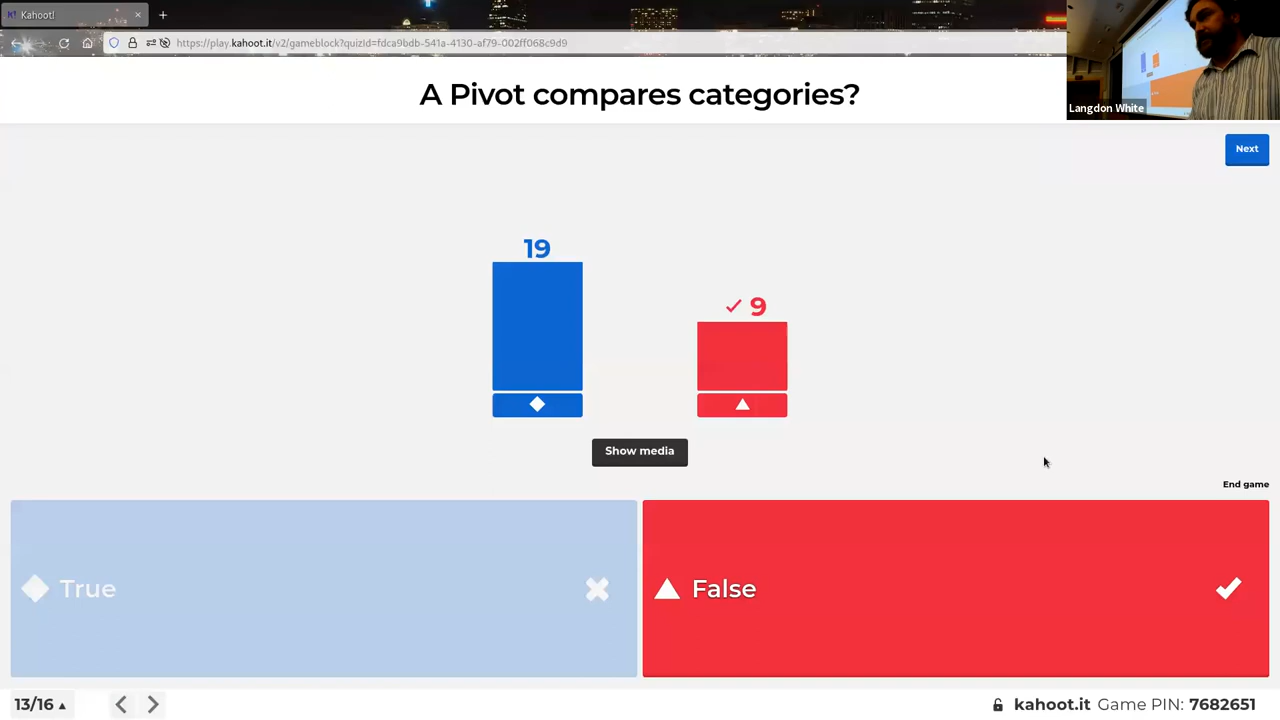 Kahoot!
https://play.kahoot.it/v2/gameblock?quizId=fdca9bdb-541a-4130-af79-002ff068c9d9
Langdon White
A Pivot compares categories?
Next
19
9
Show media
End game
True
False
13/16
kahoot.it Game PIN: 7682651